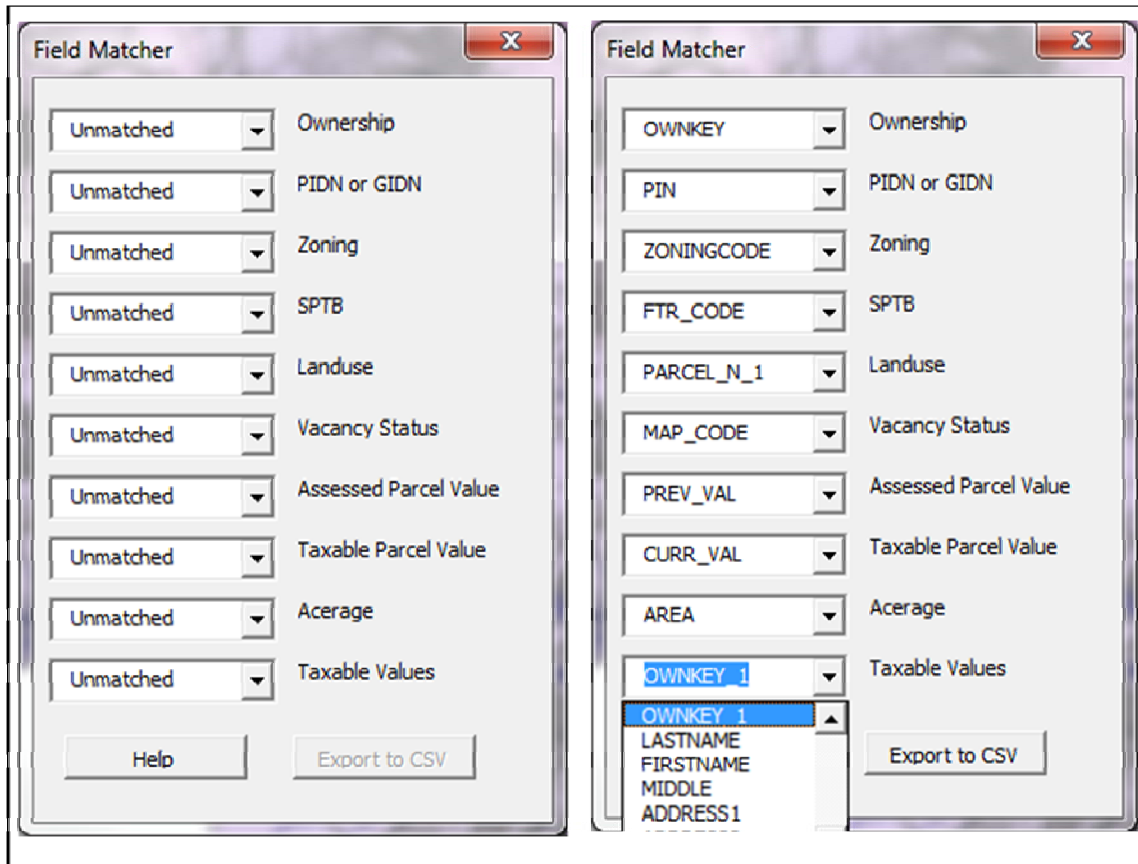 Field Matcher
Unmatched Ownership
Unmatched PIDN or GIDN
Unmatched Zoning
Unmatched SPTB
Unmatched Landuse
Unmatched Vacancy Status
Unmatched Assessed Parcel Value
Unmatched Taxable Parcel Value
Unmatched Acerage
Unmatched Taxable Values
Help Export to CSV
Field Matcher
OWNKEY Ownership
PIN PIDN or GIDN
ZONINGCODE Zoning
FTR_CODE SPTB
PARCEL_N_1 Landuse
MAP_CODE Vacancy Status
PREV_VAL Assessed Parcel Value
CURR_VAL Taxable Parcel Value
AREA Acerage
OWNKEY_1 Taxable Values
OWNKEY_1
LASTNAME
FIRSTNAME
Export to CSV
MIDDLE
ADDRESS1